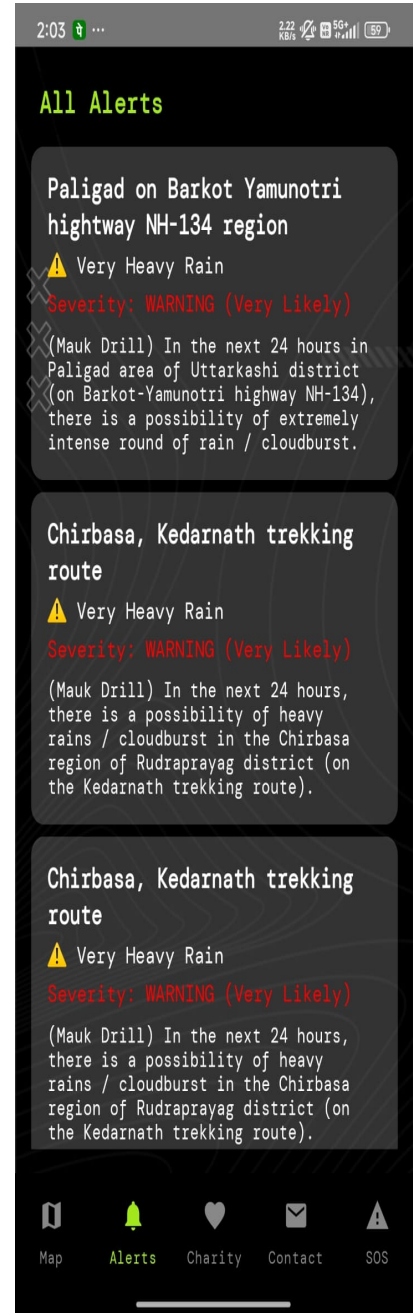 2:03 पे ...
2.22 KB/s 5G+ 59
All Alerts
Paligad on Barkot Yamunotri
hightway NH-134 region
Very Heavy Rain
Severity: WARNING (Very Likely)
(Mauk Drill) In the next 24 hours in
Paligad area of Uttarkashi district
(on Barkot-Yamunotri highway NH-134),
there is a possibility of extremely
intense round of rain / cloudburst.
Chirbasa, Kedarnath trekking
route
Very Heavy Rain
Severity: WARNING (Very Likely)
(Mauk Drill) In the next 24 hours,
there is a possibility of heavy
rains / cloudburst in the Chirbasa
region of Rudraprayag district (on
the Kedarnath trekking route).
Chirbasa, Kedarnath trekking
route
Very Heavy Rain
Severity: WARNING (Very Likely)
(Mauk Drill) In the next 24 hours,
there is a possibility of heavy
rains / cloudburst in the Chirbasa
region of Rudraprayag district (on
the Kedarnath trekking route).
Map Alerts Charity Contact SOS